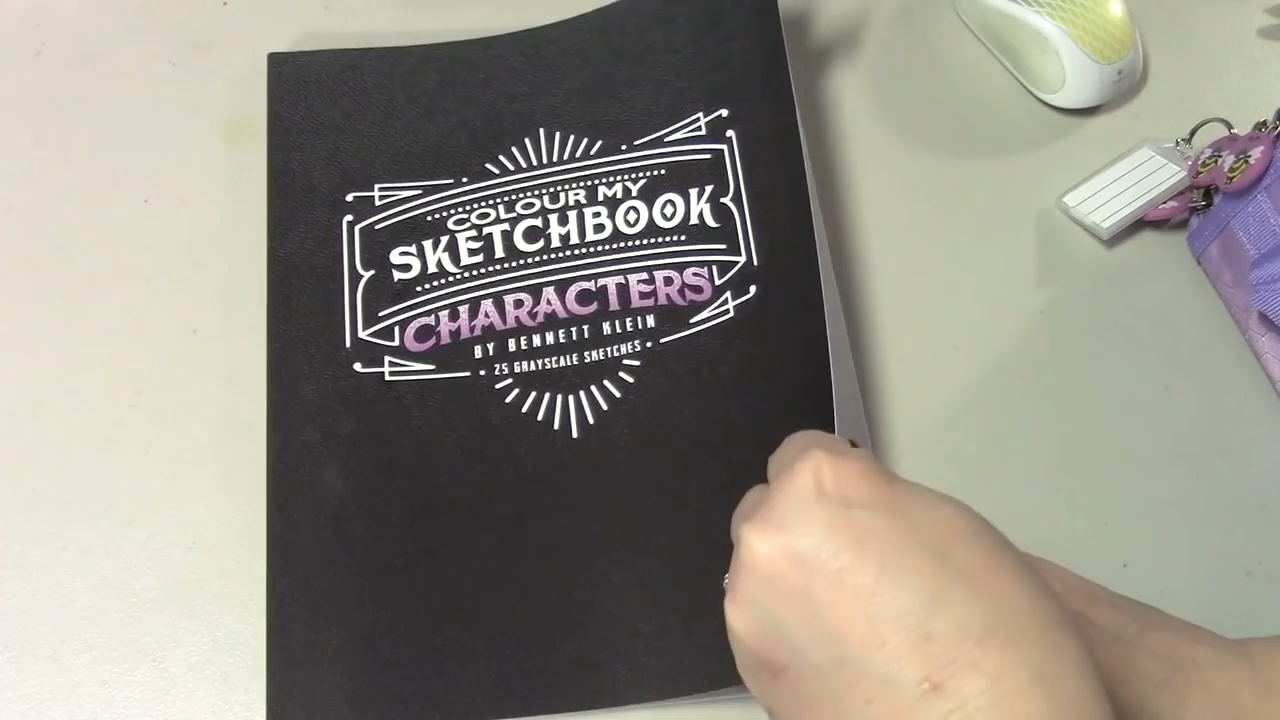 COLOUR MY
SKETCHBOOK
CHARACTERS
BY BENNETT KLEIN
• 25 GRAYSCALE SKETCHES •